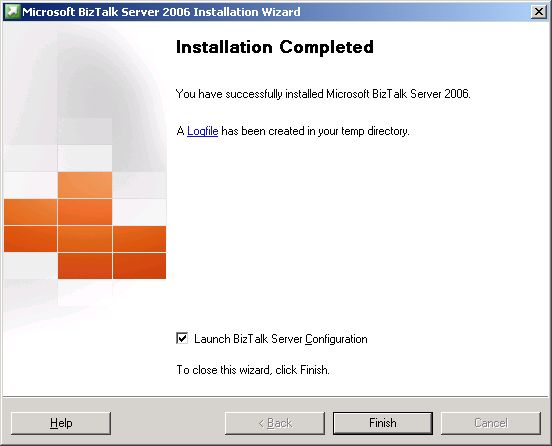 Microsoft BizTalk Server 2006 Installation Wizard
Installation Completed
You have successfully installed Microsoft BizTalk Server 2006.
A Logfile has been created in your temp directory.
Launch BizTalk Server Configuration
To close this wizard, click Finish.
Help
< Back
Finish
Cancel